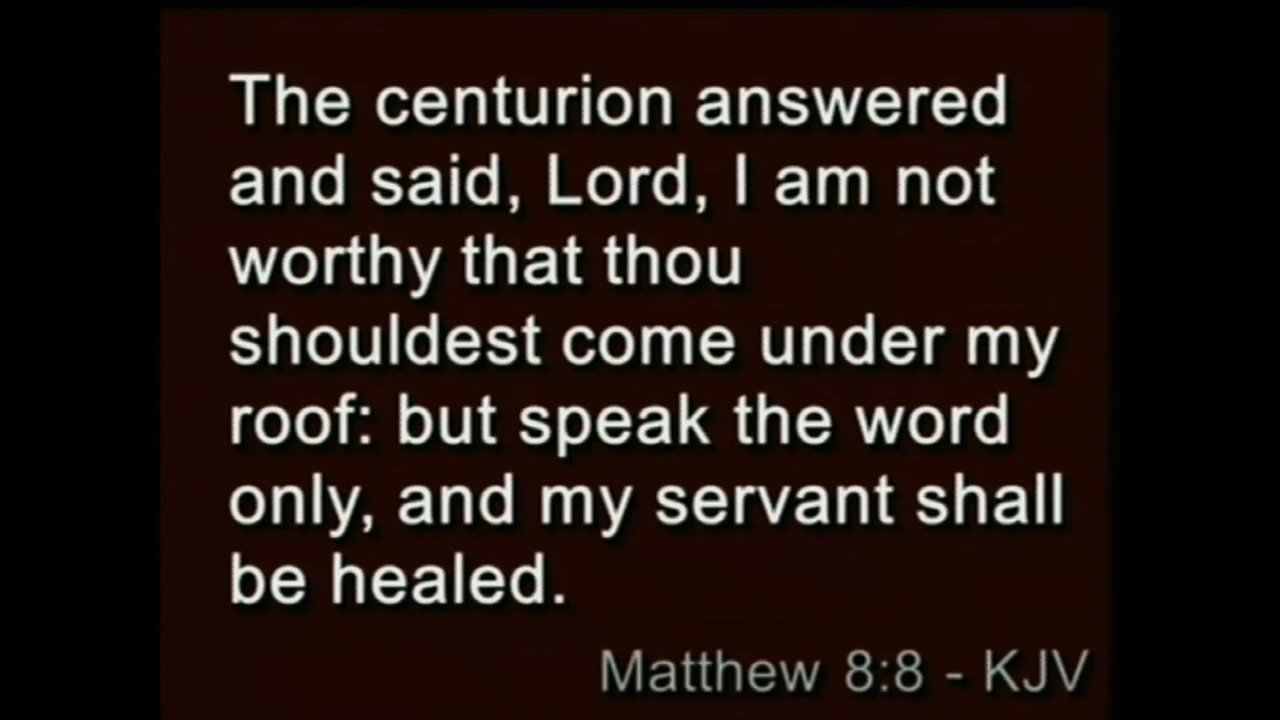 The centurion answered
and said, Lord, I am not
worthy that thou
shouldest come under my
roof: but speak the word
only, and my servant shall
be healed.
Matthew 8:8 - KJV